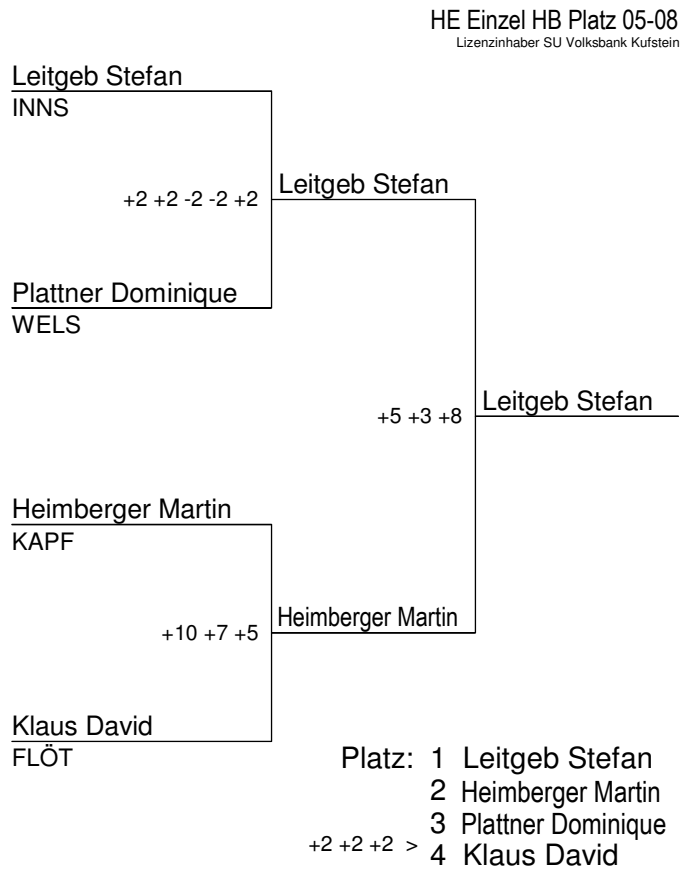 HE Einzel HB Platz 05-08
Lizenzinhaber SU Volksbank Kufstein
Leitgeb Stefan
INNS
+2 +2 -2 -2 +2
Leitgeb Stefan
Plattner Dominique
WELS
+5 +3 +8
Leitgeb Stefan
Heimberger Martin
KAPF
+10 +7 +5
Heimberger Martin
Klaus David
FLÖT
Platz: 1 Leitgeb Stefan
2 Heimberger Martin
3 Plattner Dominique
+2 +2 +2 > 4 Klaus David